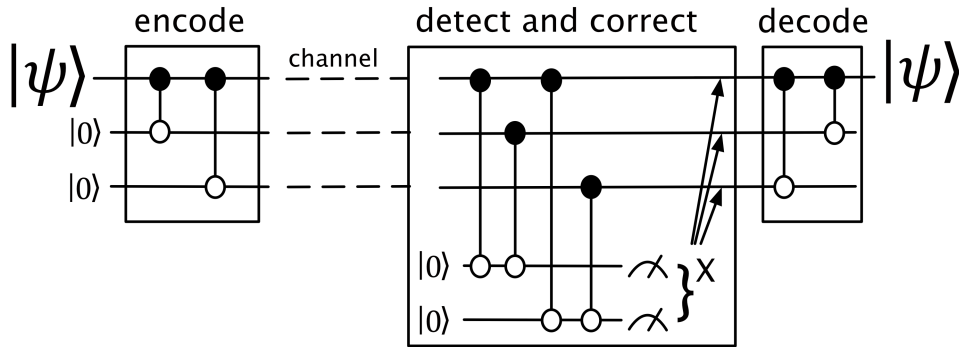 encode detect and correct decode
|ψ⟩ channel |ψ⟩
|0⟩
|0⟩
|0⟩ } X
|0⟩